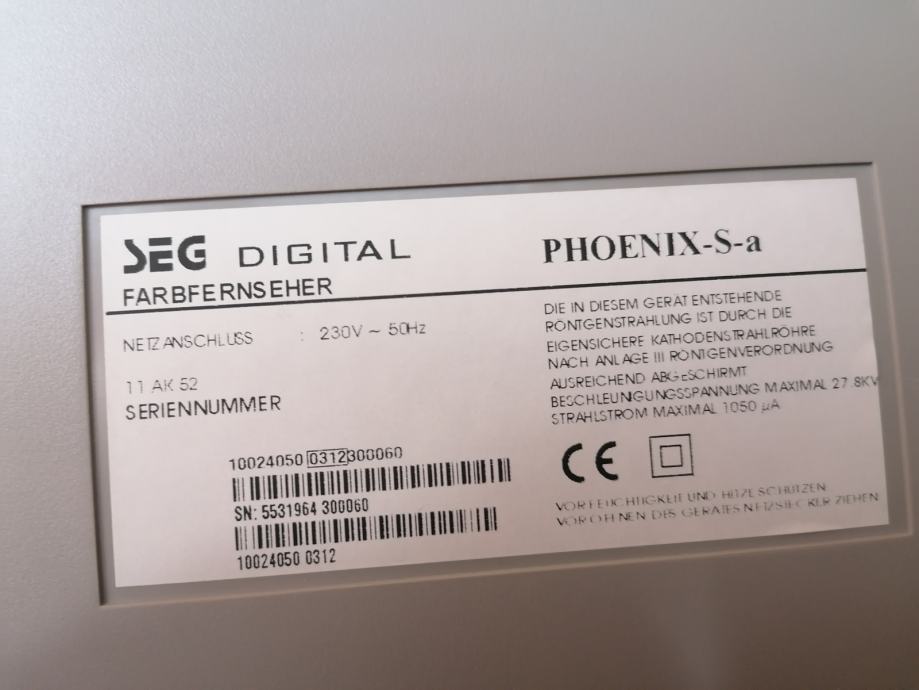 SEG DIGITAL
FARBFERNSEHER
PHOENIX-S-a
NETZANSCHLUSS : 230V ~ 50Hz
11 AK 52
SERIENNUMMER
10024050 0312300060
SN: 5531964 300060
10024050 0312
DIE IN DIESEM GERÄT ENTSTEHENDE
RÖNTGENSTRAHLUNG IST DURCH DIE
EIGENSICHERE KATHODENSTRAHLRÖHRE
NACH ANLAGE III RÖNTGENVERORDNUNG
AUSREICHEND ABGESCHIRMT
BESCHLEUNIGUNGSSPANNUNG MAXIMAL 27.8KV
STRAHLSTROM MAXIMAL 1050 µA
CE
VOR FEUCHTIGKEIT UND HITZE SCHÜTZEN
VOR ÖFFNEN DES GERÄTES NETZSTECKER ZIEHEN